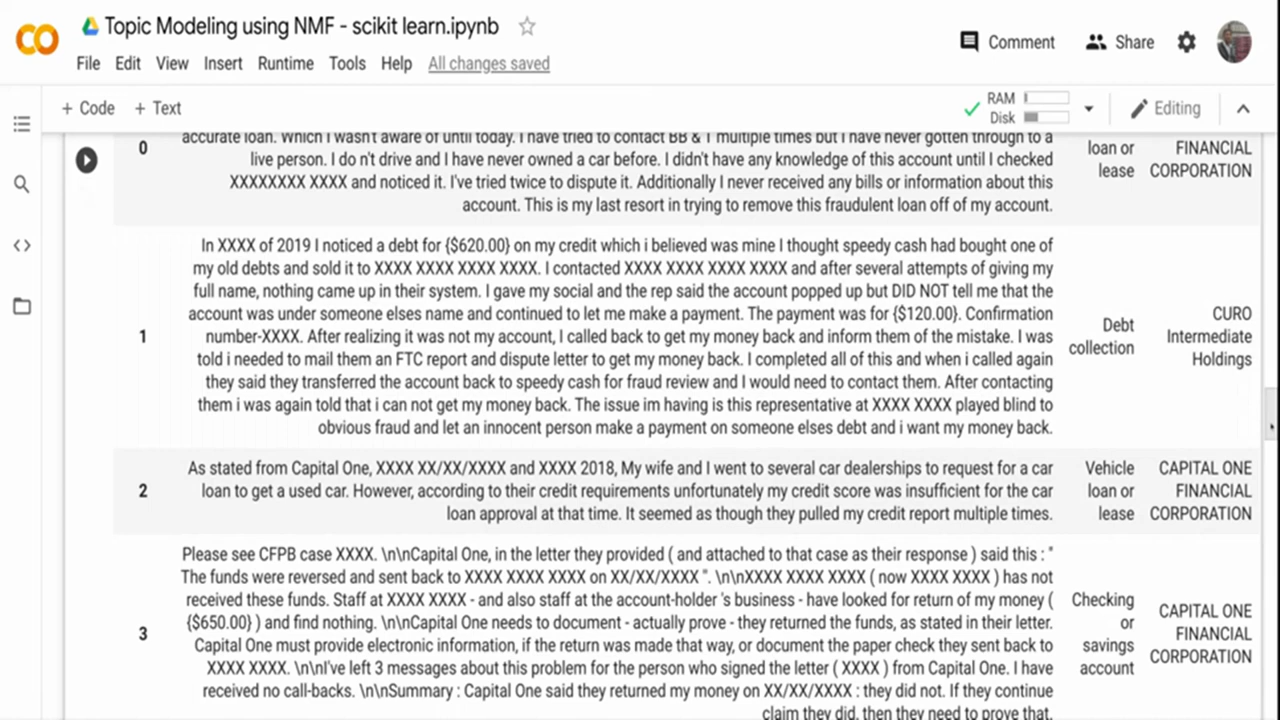 Topic Modeling using NMF - scikit learn.ipynb
File Edit View Insert Runtime Tools Help All changes saved
Comment Share
+ Code + Text
RAM
Disk
Editing
0
accurate loan. Which I wasn't aware of until today. I have tried to contact BB & T multiple times but I have never gotten through to a
live person. I do n't drive and I have never owned a car before. I didn't have any knowledge of this account until I checked
XXXXXXXX XXXX and noticed it. I've tried twice to dispute it. Additionally I never received any bills or information about this
account. This is my last resort in trying to remove this fraudulent loan off of my account.
loan or
lease
FINANCIAL
CORPORATION
1
In XXXX of 2019 I noticed a debt for {$620.00} on my credit which i believed was mine I thought speedy cash had bought one of
my old debts and sold it to XXXX XXXX XXXX XXXX. I contacted XXXX XXXX XXXX XXXX and after several attempts of giving my
full name, nothing came up in their system. I gave my social and the rep said the account popped up but DID NOT tell me that the
account was under someone elses name and continued to let me make a payment. The payment was for {$120.00}. Confirmation
number-XXXX. After realizing it was not my account, I called back to get my money back and inform them of the mistake. I was
told i needed to mail them an FTC report and dispute letter to get my money back. I completed all of this and when i called again
they said they transferred the account back to speedy cash for fraud review and I would need to contact them. After contacting
them i was again told that i can not get my money back. The issue im having is this representative at XXXX XXXX played blind to
obvious fraud and let an innocent person make a payment on someone elses debt and i want my money back.
Debt
collection
CURO
Intermediate
Holdings
2
As stated from Capital One, XXXX XX/XX/XXXX and XXXX 2018, My wife and I went to several car dealerships to request for a car
loan to get a used car. However, according to their credit requirements unfortunately my credit score was insufficient for the car
loan approval at that time. It seemed as though they pulled my credit report multiple times.
Vehicle
loan or
lease
CAPITAL ONE
FINANCIAL
CORPORATION
3
Please see CFPB case XXXX. \n\nCapital One, in the letter they provided ( and attached to that case as their response ) said this : "
The funds were reversed and sent back to XXXX XXXX XXXX on XX/XX/XXXX ". \n\nXXXX XXXX XXXX ( now XXXX XXXX ) has not
received these funds. Staff at XXXX XXXX - and also staff at the account-holder 's business - have looked for return of my money (
{$650.00} ) and find nothing. \n\nCapital One needs to document - actually prove - they returned the funds, as stated in their letter.
Capital One must provide electronic information, if the return was made that way, or document the paper check they sent back to
XXXX XXXX. \n\nI've left 3 messages about this problem for the person who signed the letter ( XXXX ) from Capital One. I have
received no call-backs. \n\nSummary : Capital One said they returned my money on XX/XX/XXXX : they did not. If they continue
claim they did, then they need to prove that.
Checking
or
savings
account
CAPITAL ONE
FINANCIAL
CORPORATION